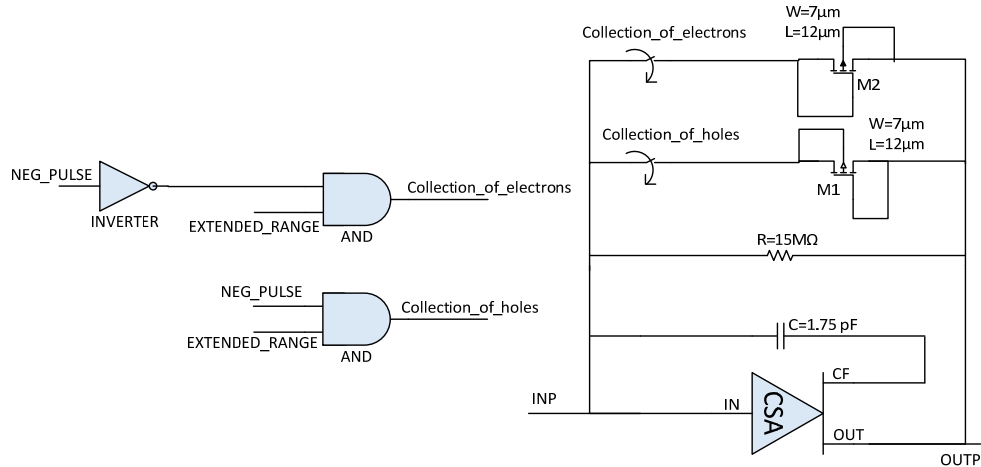 NEG_PULSE
INVERTER
EXTENDED_RANGE
AND
Collection_of_electrons
NEG_PULSE
EXTENDED_RANGE
AND
Collection_of_holes
Collection_of_electrons
W=7µm
L=12µm
M2
Collection_of_holes
W=7µm
L=12µm
M1
R=15MΩ
C=1.75 pF
CF
INP
IN
CSA
OUT
OUTP